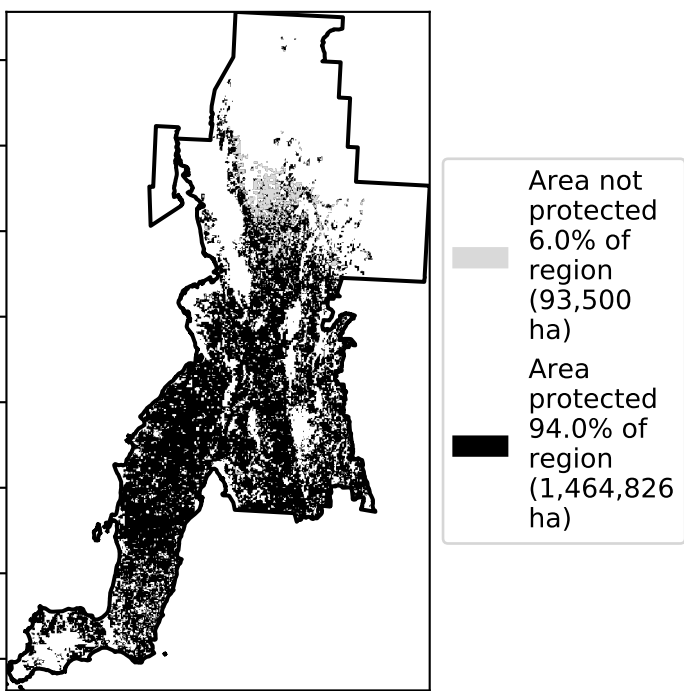 Area not
protected
6.0% of
region
(93,500
ha)
Area
protected
94.0% of
region
(1,464,826
ha)